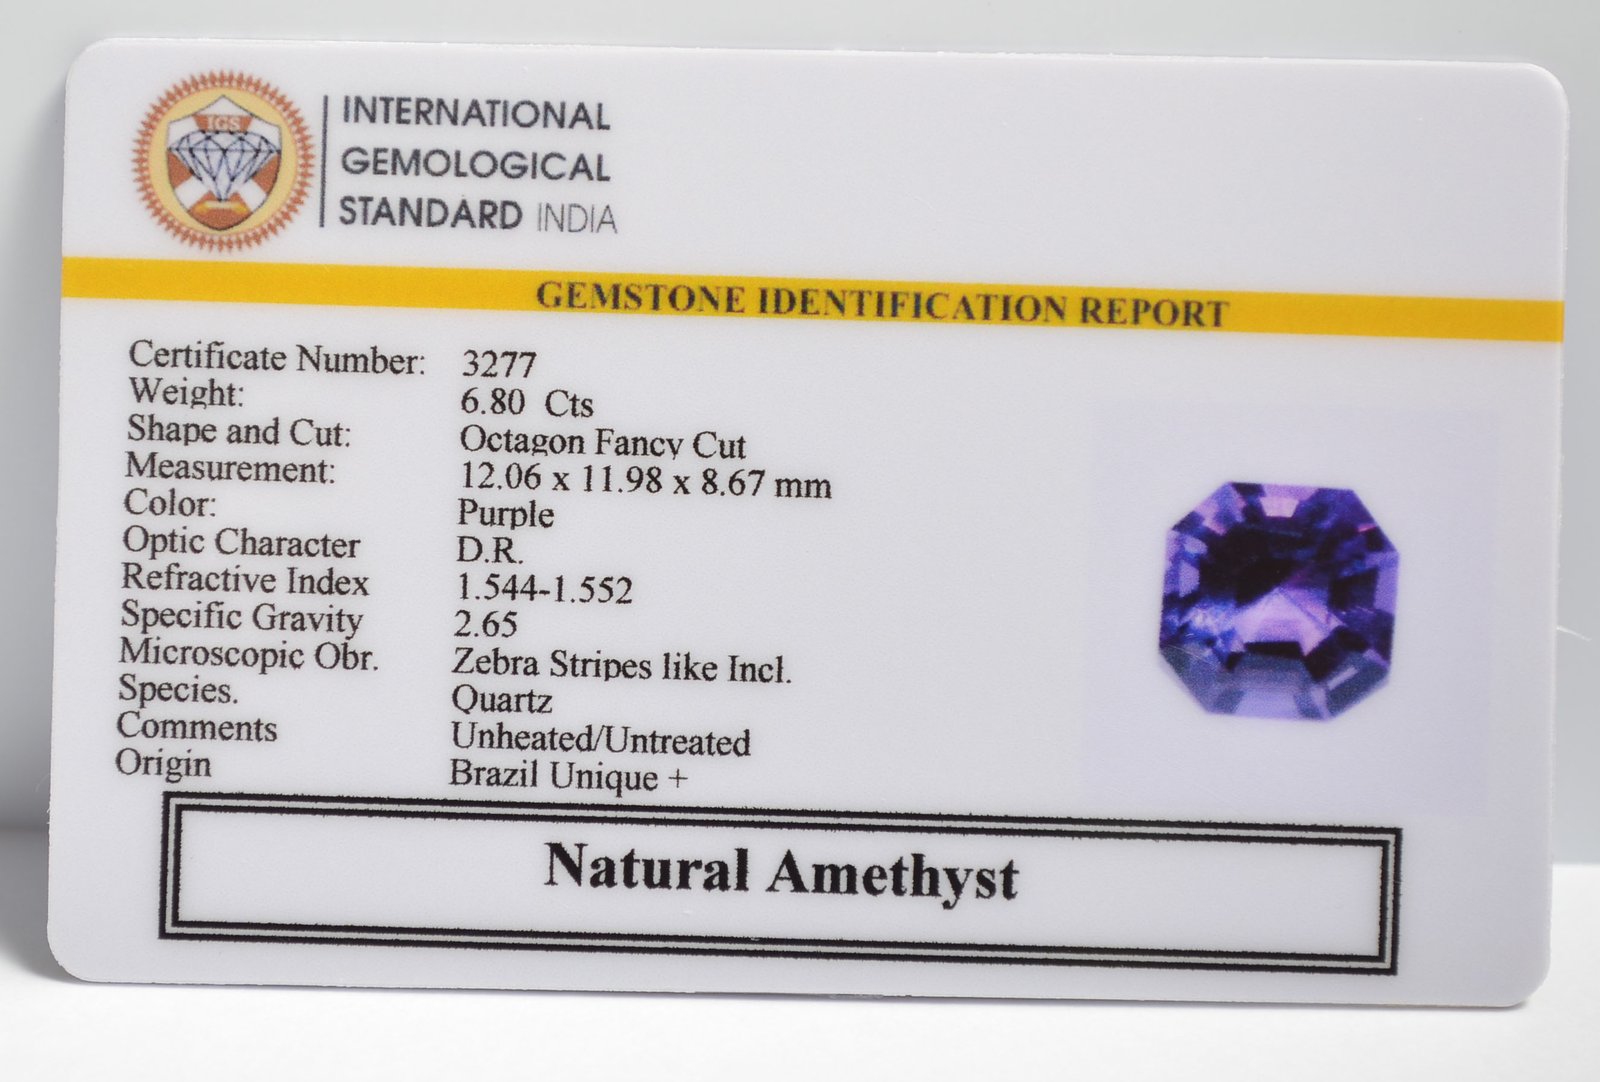 IGS
INTERNATIONAL
GEMOLOGICAL
STANDARD INDIA
GEMSTONE IDENTIFICATION REPORT
Certificate Number: 3277
Weight: 6.80 Cts
Shape and Cut: Octagon Fancy Cut
Measurement: 12.06 x 11.98 x 8.67 mm
Color: Purple
Optic Character D.R.
Refractive Index 1.544-1.552
Specific Gravity 2.65
Microscopic Obr. Zebra Stripes like Incl.
Species. Quartz
Comments Unheated/Untreated
Origin Brazil Unique +
Natural Amethyst